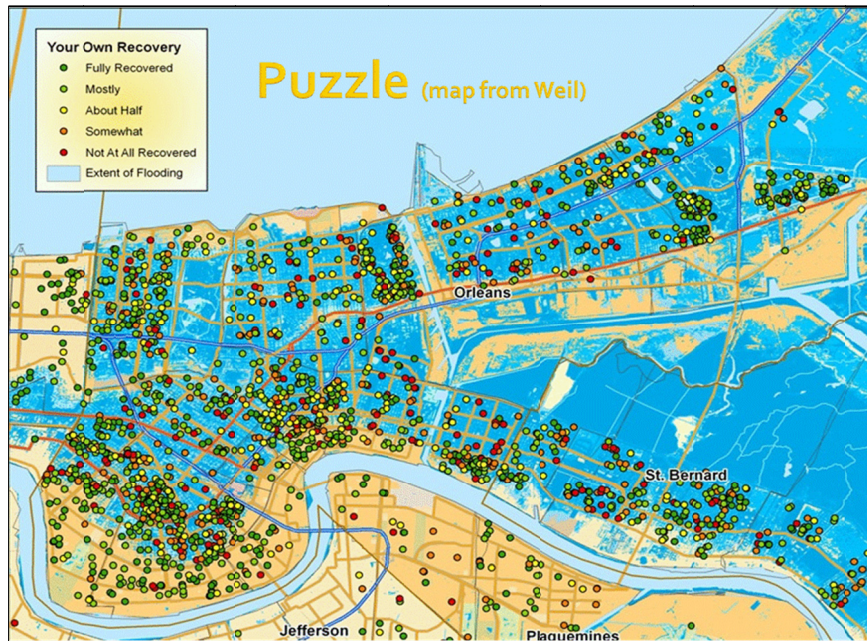 Your Own Recovery
Fully Recovered
Mostly
About Half
Somewhat
Not At All Recovered
Extent of Flooding
Puzzle (map from Weil)
Orleans
St. Bernard
Jefferson
Plaquemines